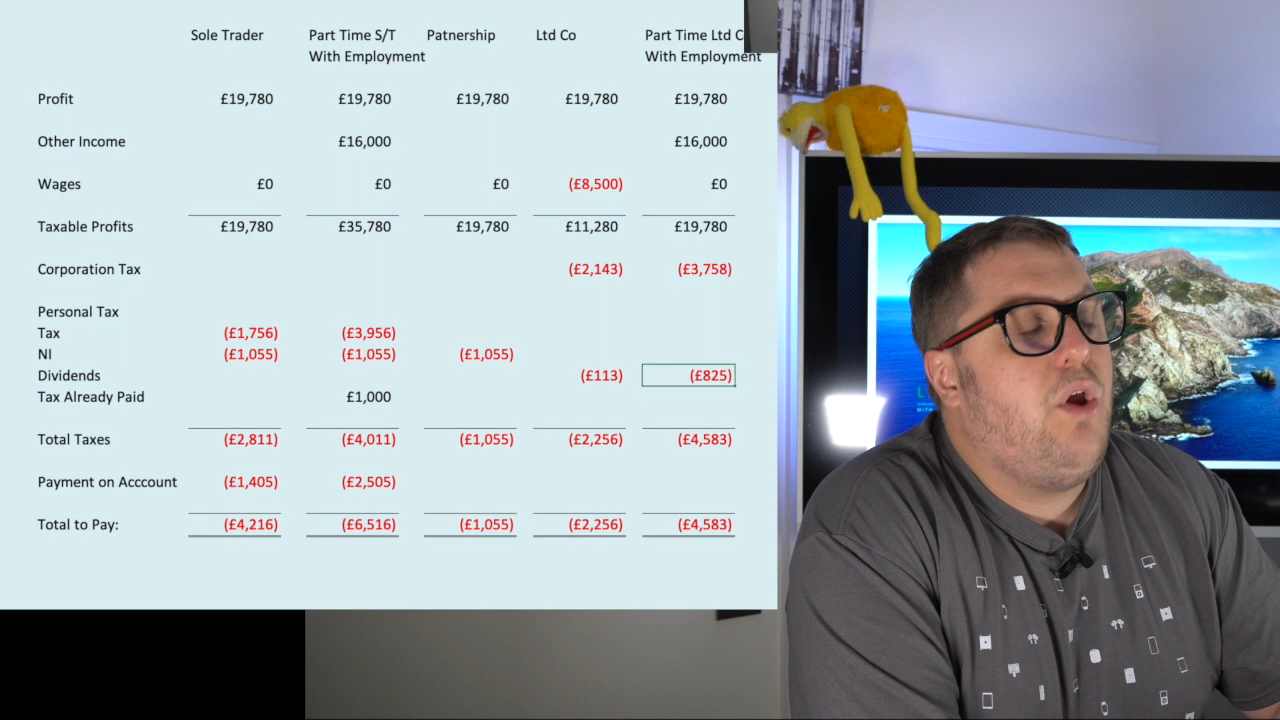 Sole Trader Part Time S/T Patnership Ltd Co Part Time Ltd C
With Employment With Employment
Profit £19,780 £19,780 £19,780 £19,780 £19,780
Other Income £16,000 £16,000
Wages £0 £0 £0 (£8,500) £0
Taxable Profits £19,780 £35,780 £19,780 £11,280 £19,780
Corporation Tax (£2,143) (£3,758)
Personal Tax
Tax (£1,756) (£3,956)
NI (£1,055) (£1,055) (£1,055)
Dividends (£113) (£825)
Tax Already Paid £1,000
Total Taxes (£2,811) (£4,011) (£1,055) (£2,256) (£4,583)
Payment on Acccount (£1,405) (£2,505)
Total to Pay: (£4,216) (£6,516) (£1,055) (£2,256) (£4,583)